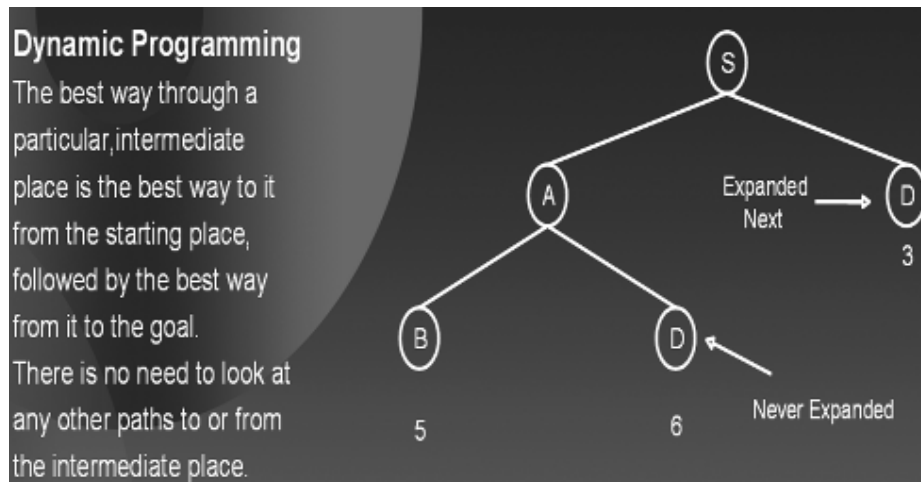 Dynamic Programming
The best way through a
particular,intermediate
place is the best way to it
from the starting place,
followed by the best way
from it to the goal.
There is no need to look at
any other paths to or from
the intermediate place.
S
A
Expanded
Next
D
3
B
D
Never Expanded
5
6